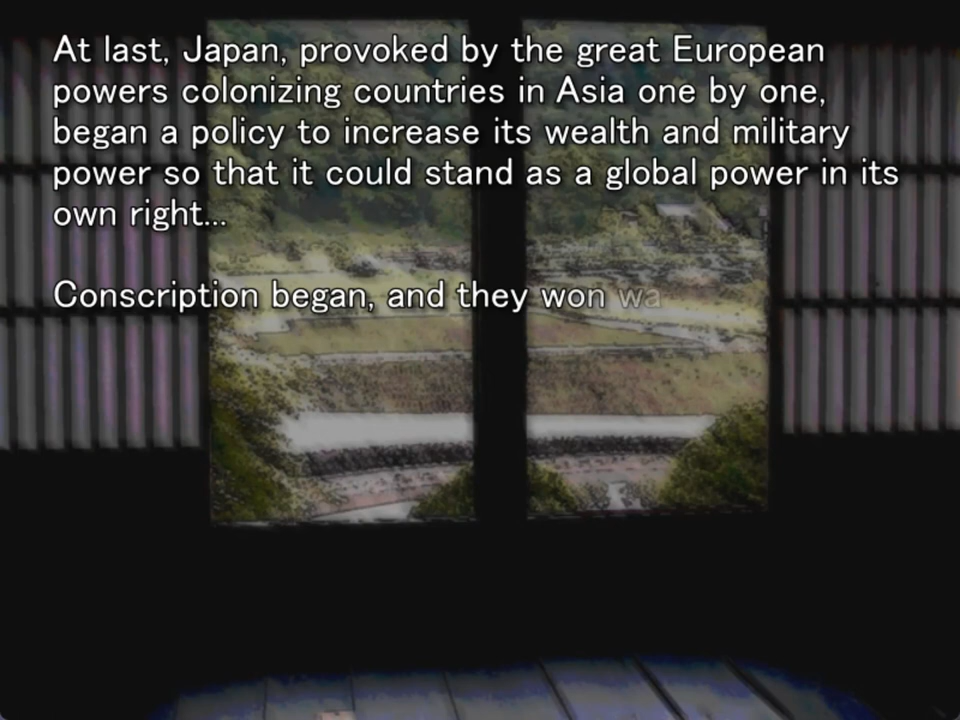 At last, Japan, provoked by the great European
powers colonizing countries in Asia one by one,
began a policy to increase its wealth and military
power so that it could stand as a global power in its
own right...
Conscription began, and they won wa